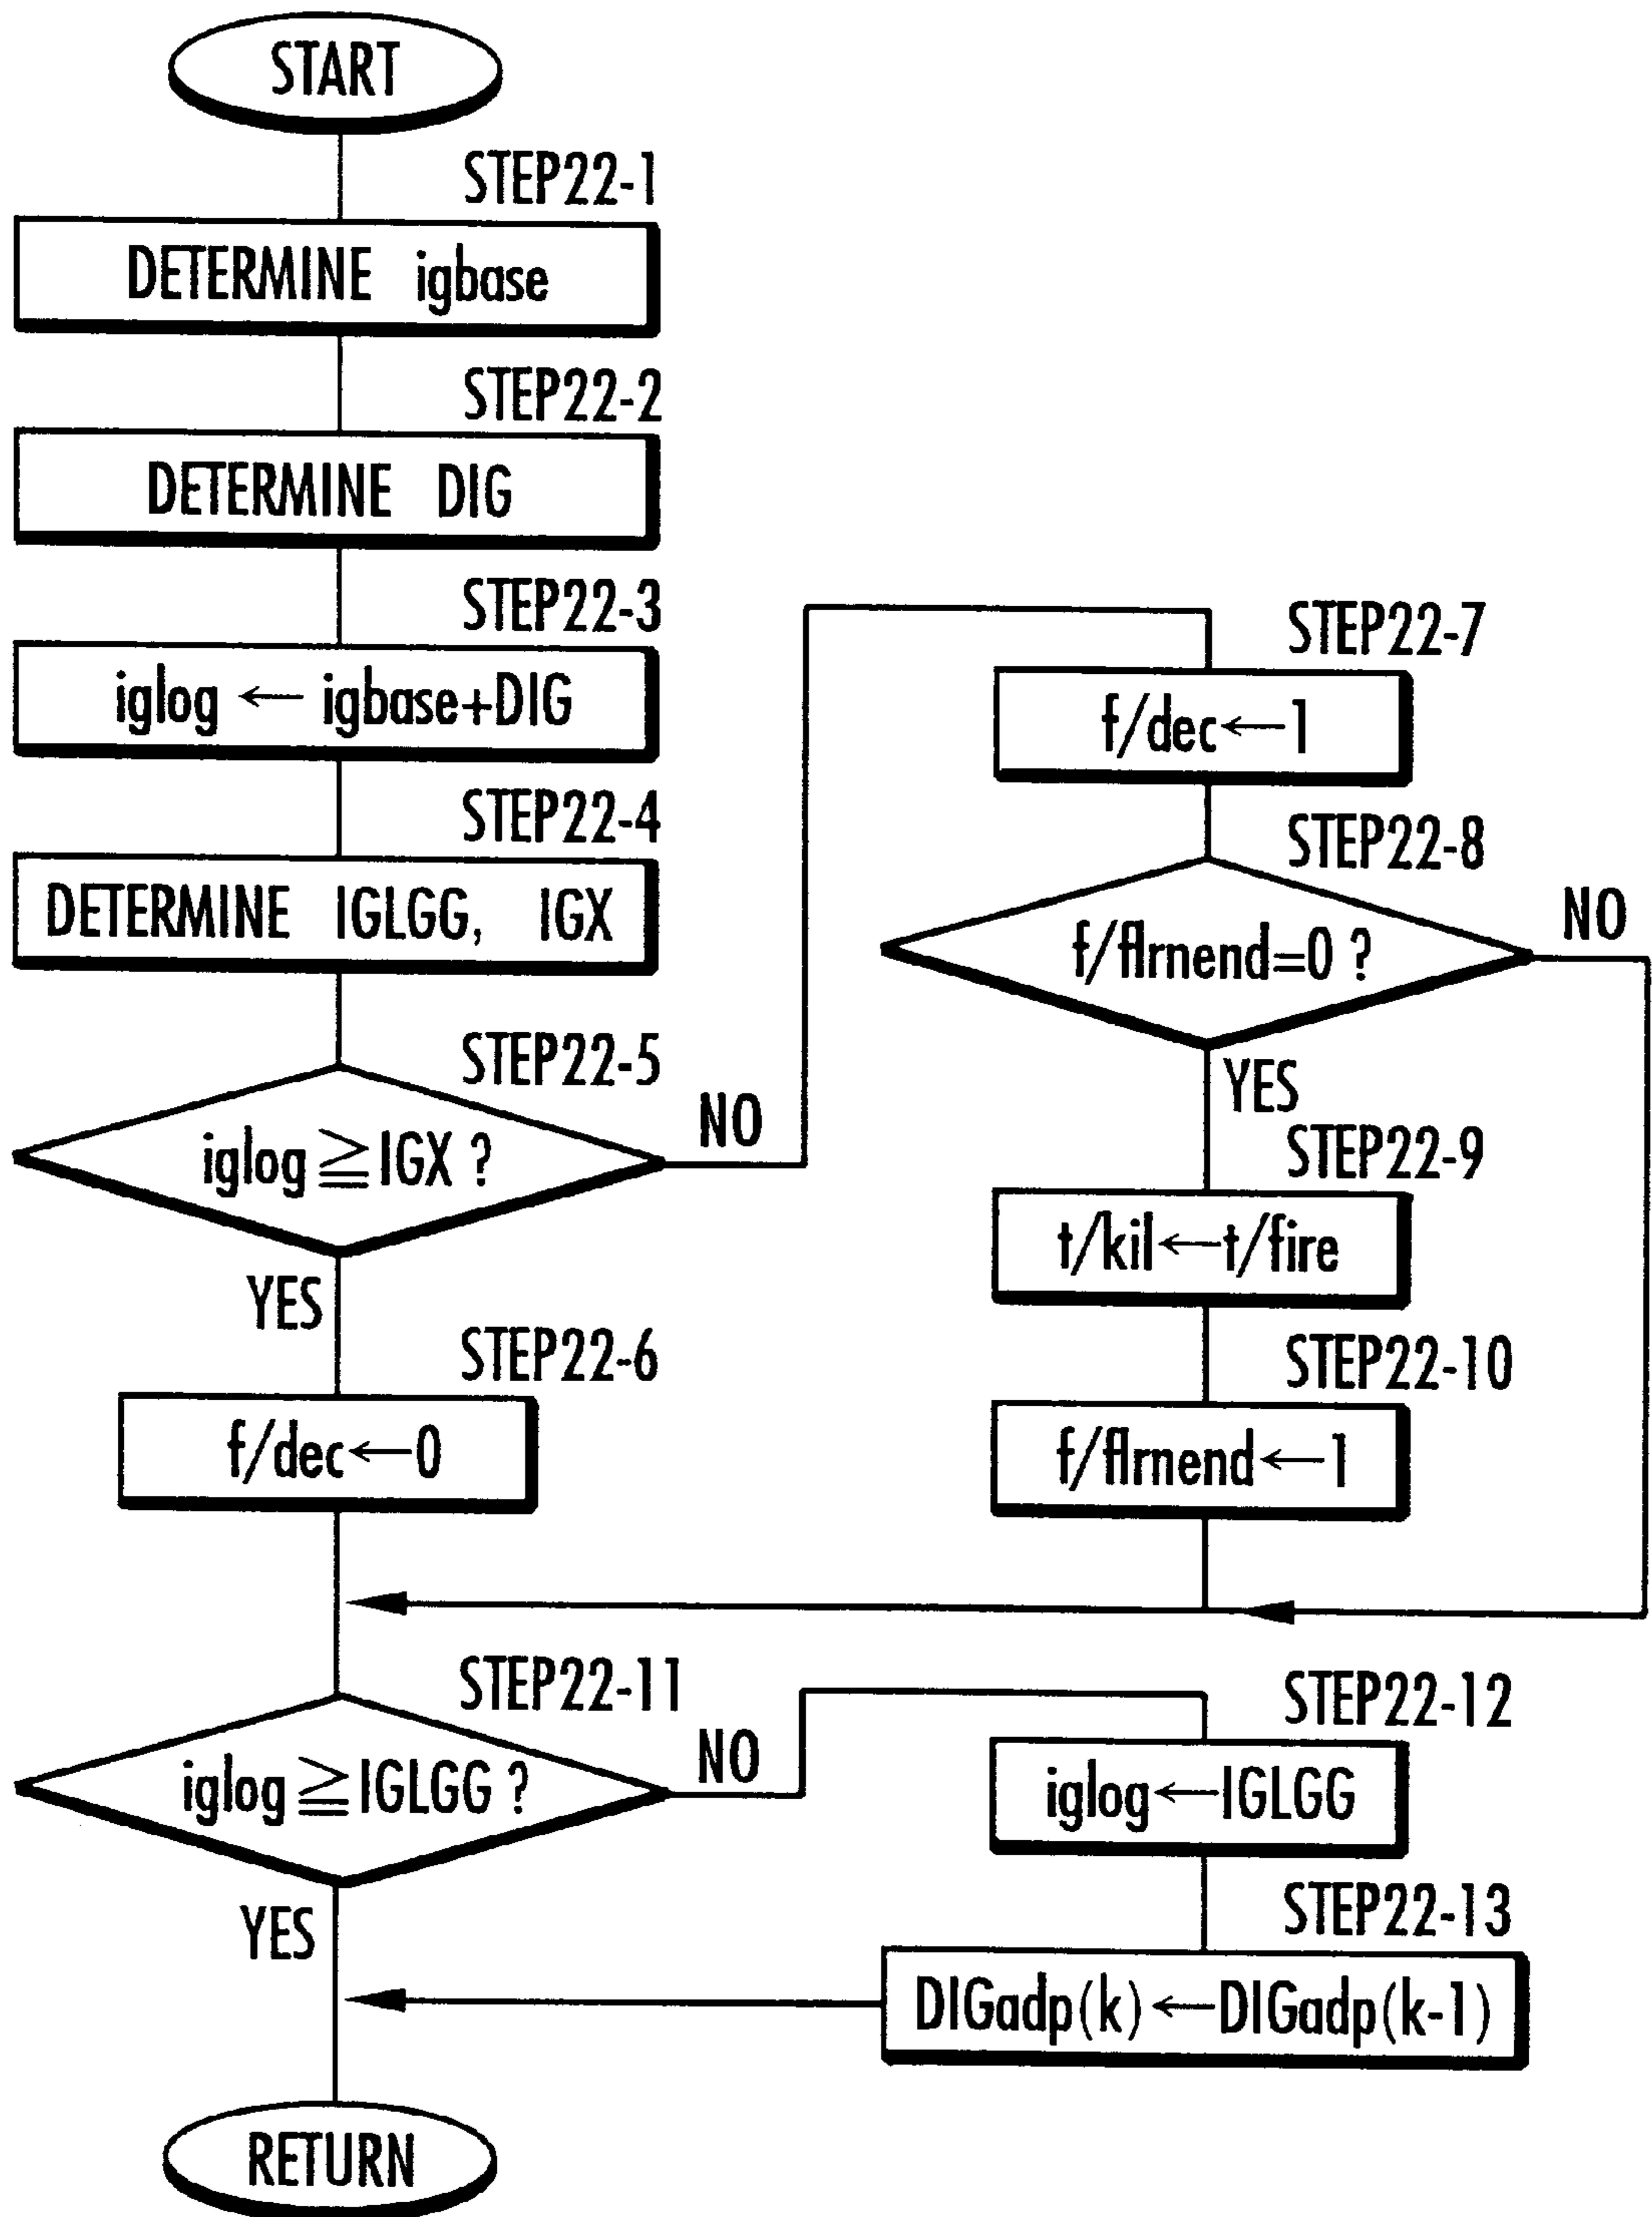 START
STEP22-1
DETERMINE igbase
STEP22-2
DETERMINE DIG
STEP22-3
iglog ← igbase+DIG
STEP22-4
DETERMINE IGLGG, IGX
STEP22-5
iglog ≧ IGX ?
NO
YES
STEP22-6
f/dec←0
STEP22-7
f/dec←1
STEP22-8
f/flrnend=0 ?
NO
YES
STEP22-9
t/kil←t/fire
STEP22-10
f/flrnend←1
STEP22-11
iglog ≧ IGLGG ?
NO
YES
STEP22-12
iglog←IGLGG
STEP22-13
DIGadp(k)←DIGadp(k-1)
RETURN